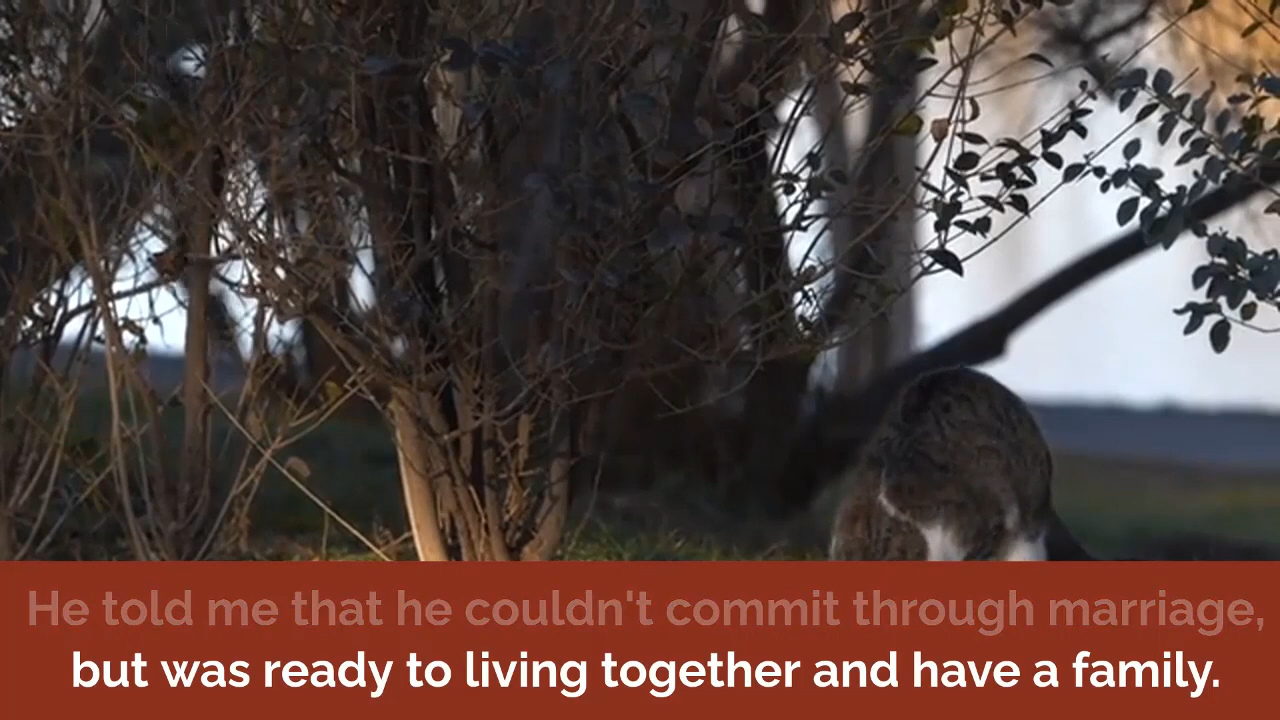 He told me that he couldn't commit through marriage,
but was ready to living together and have a family.